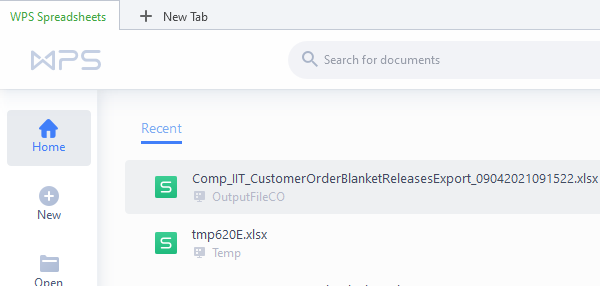 WPS Spreadsheets
New Tab
WPS
Search for documents
Home
New
Open
Recent
Comp_IIT_CustomerOrderBlanketReleasesExport_09042021091522.xlsx
OutputFileCO
tmp620E.xlsx
Temp